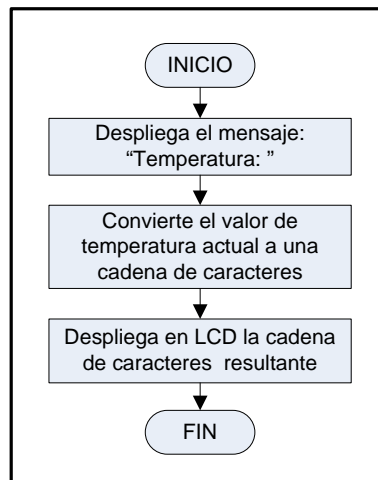 INICIO
Despliega el mensaje:
“Temperatura: ”
Convierte el valor de
temperatura actual a una
cadena de caracteres
Despliega en LCD la cadena
de caracteres resultante
FIN